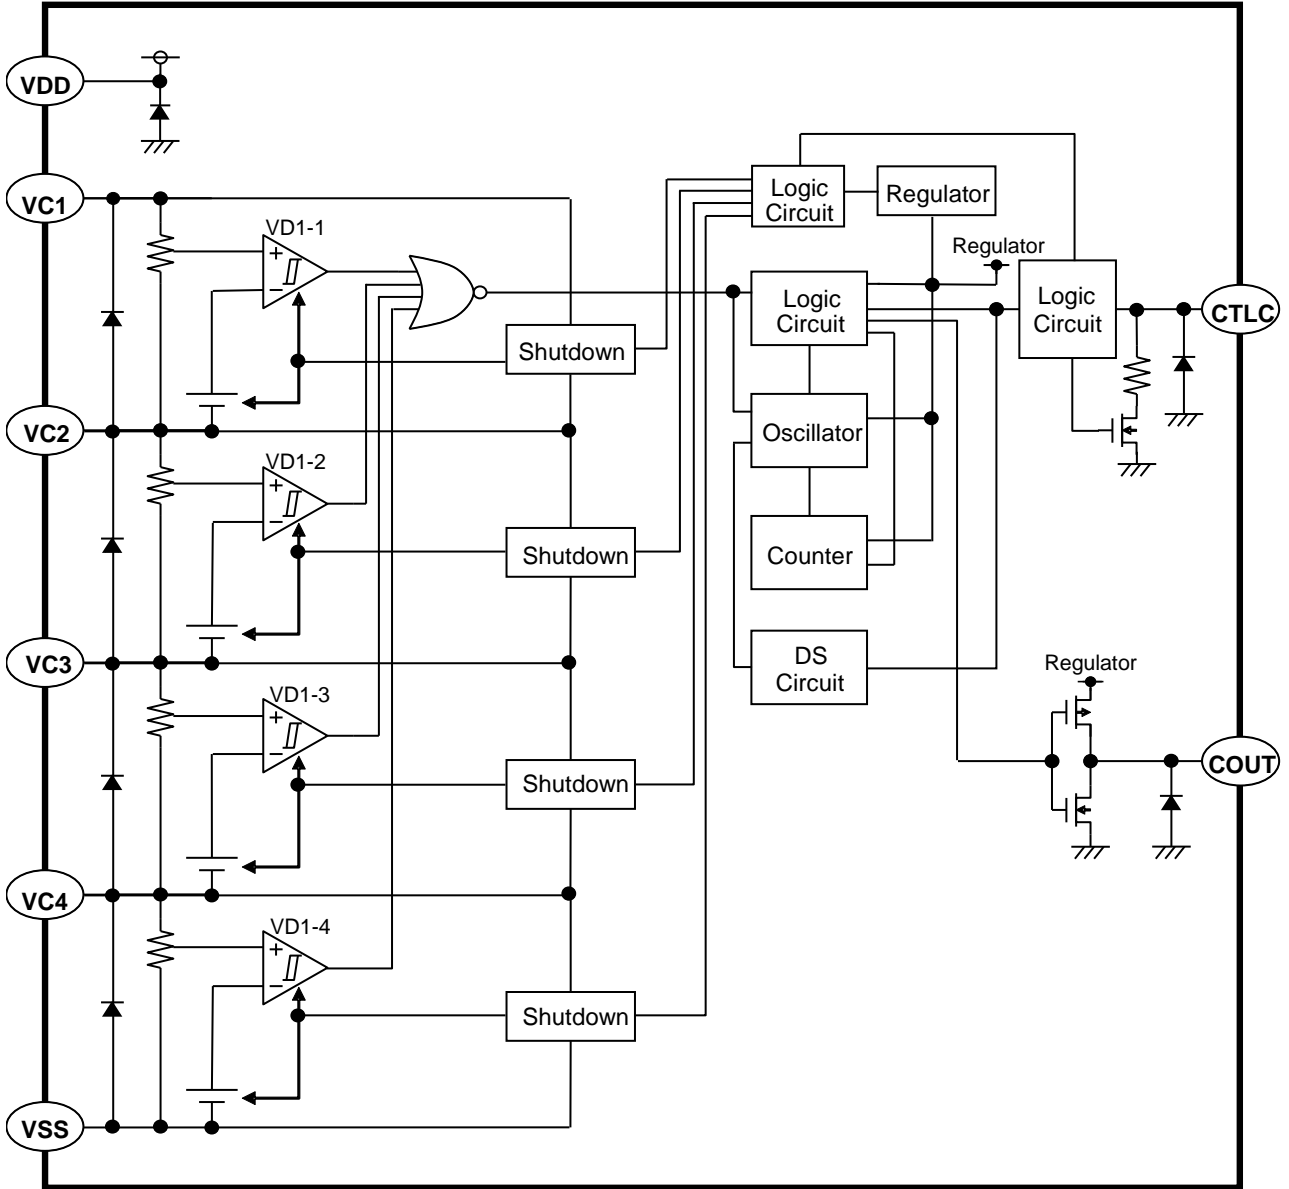 VDD
VC1
VD1-1
+
−
Logic
Circuit
Regulator
Regulator
Logic
Circuit
Logic
Circuit
CTLC
Shutdown
VC2
VD1-2
+
−
Oscillator
Shutdown
Counter
VC3
VD1-3
+
−
DS
Circuit
Regulator
Shutdown
COUT
VC4
VD1-4
+
−
Shutdown
VSS